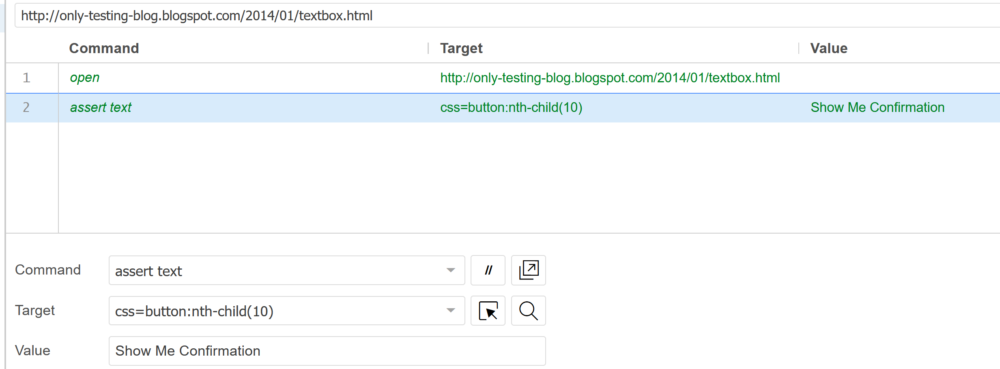 http://only-testing-blog.blogspot.com/2014/01/textbox.html
Command Target Value
1 open http://only-testing-blog.blogspot.com/2014/01/textbox.html
2 assert text css=button:nth-child(10) Show Me Confirmation
Command assert text //
Target css=button:nth-child(10)
Value Show Me Confirmation